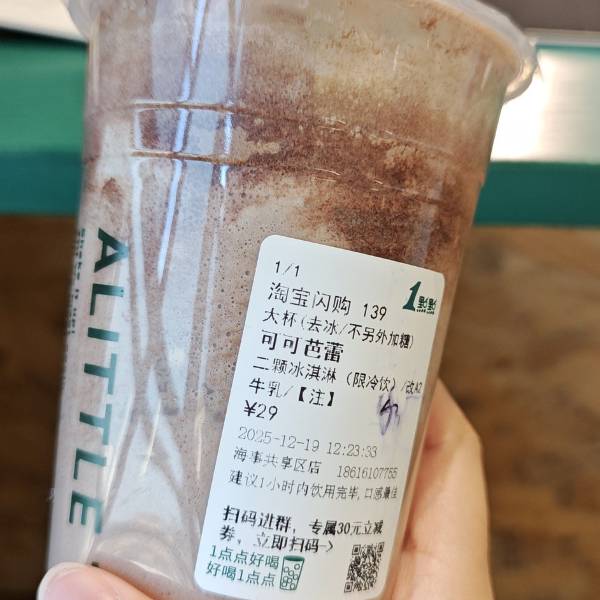 1/1
淘宝闪购 139
1點點
大杯(去冰/不另外加糖)
可可芭蕾
二颗冰淇淋（限冷饮）/改A2
牛乳/【注】
¥29
2025-12-19 12:23:33
海事共享区店 18616107755
建议1小时内饮用完毕,口感最佳
扫码进群，专属30元立减
券，立即扫码->
1点点好喝
好喝1点点
ALITTLE